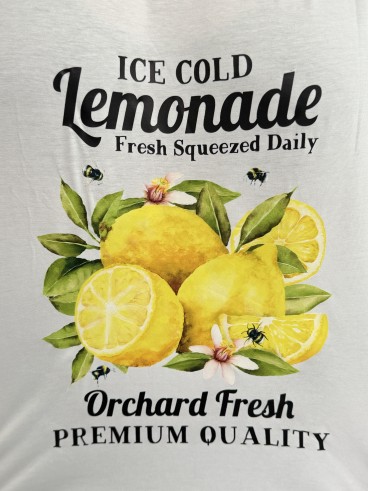 ICE COLD
Lemonade
Fresh Squeezed Daily
Orchard Fresh
PREMIUM QUALITY